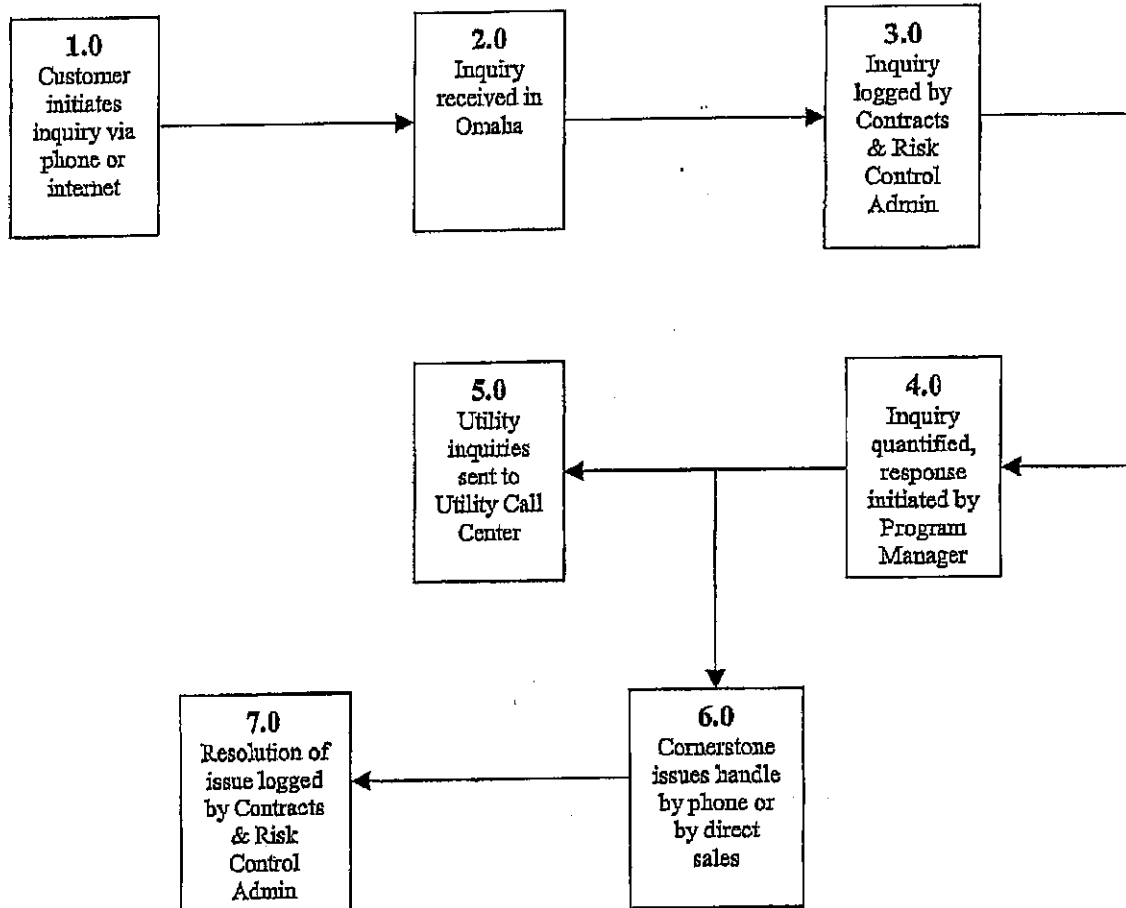 1.0
Customer
initiates
inquiry via
phone or
internet
2.0
Inquiry
received in
Omaha
3.0
Inquiry
logged by
Contracts
& Risk
Control
Admin
4.0
Inquiry
quantified,
response
initiated by
Program
Manager
5.0
Utility
inquiries
sent to
Utility Call
Center
6.0
Cornerstone
issues handle
by phone or
by direct
sales
7.0
Resolution of
issue logged
by Contracts
& Risk
Control
Admin